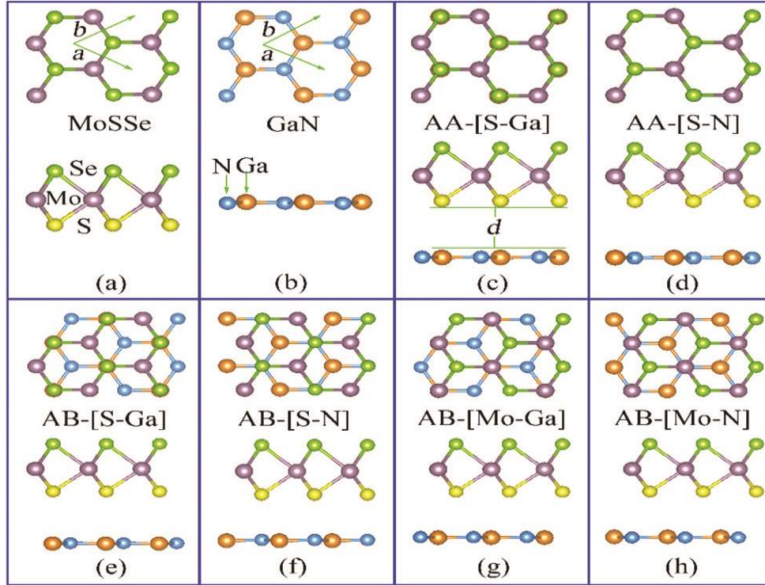 b
a
MoSSe
Se
Mo
S
(a)
b
a
GaN
N Ga
(b)
AA-[S-Ga]
d
(c)
AA-[S-N]
(d)
AB-[S-Ga]
(e)
AB-[S-N]
(f)
AB-[Mo-Ga]
(g)
AB-[Mo-N]
(h)